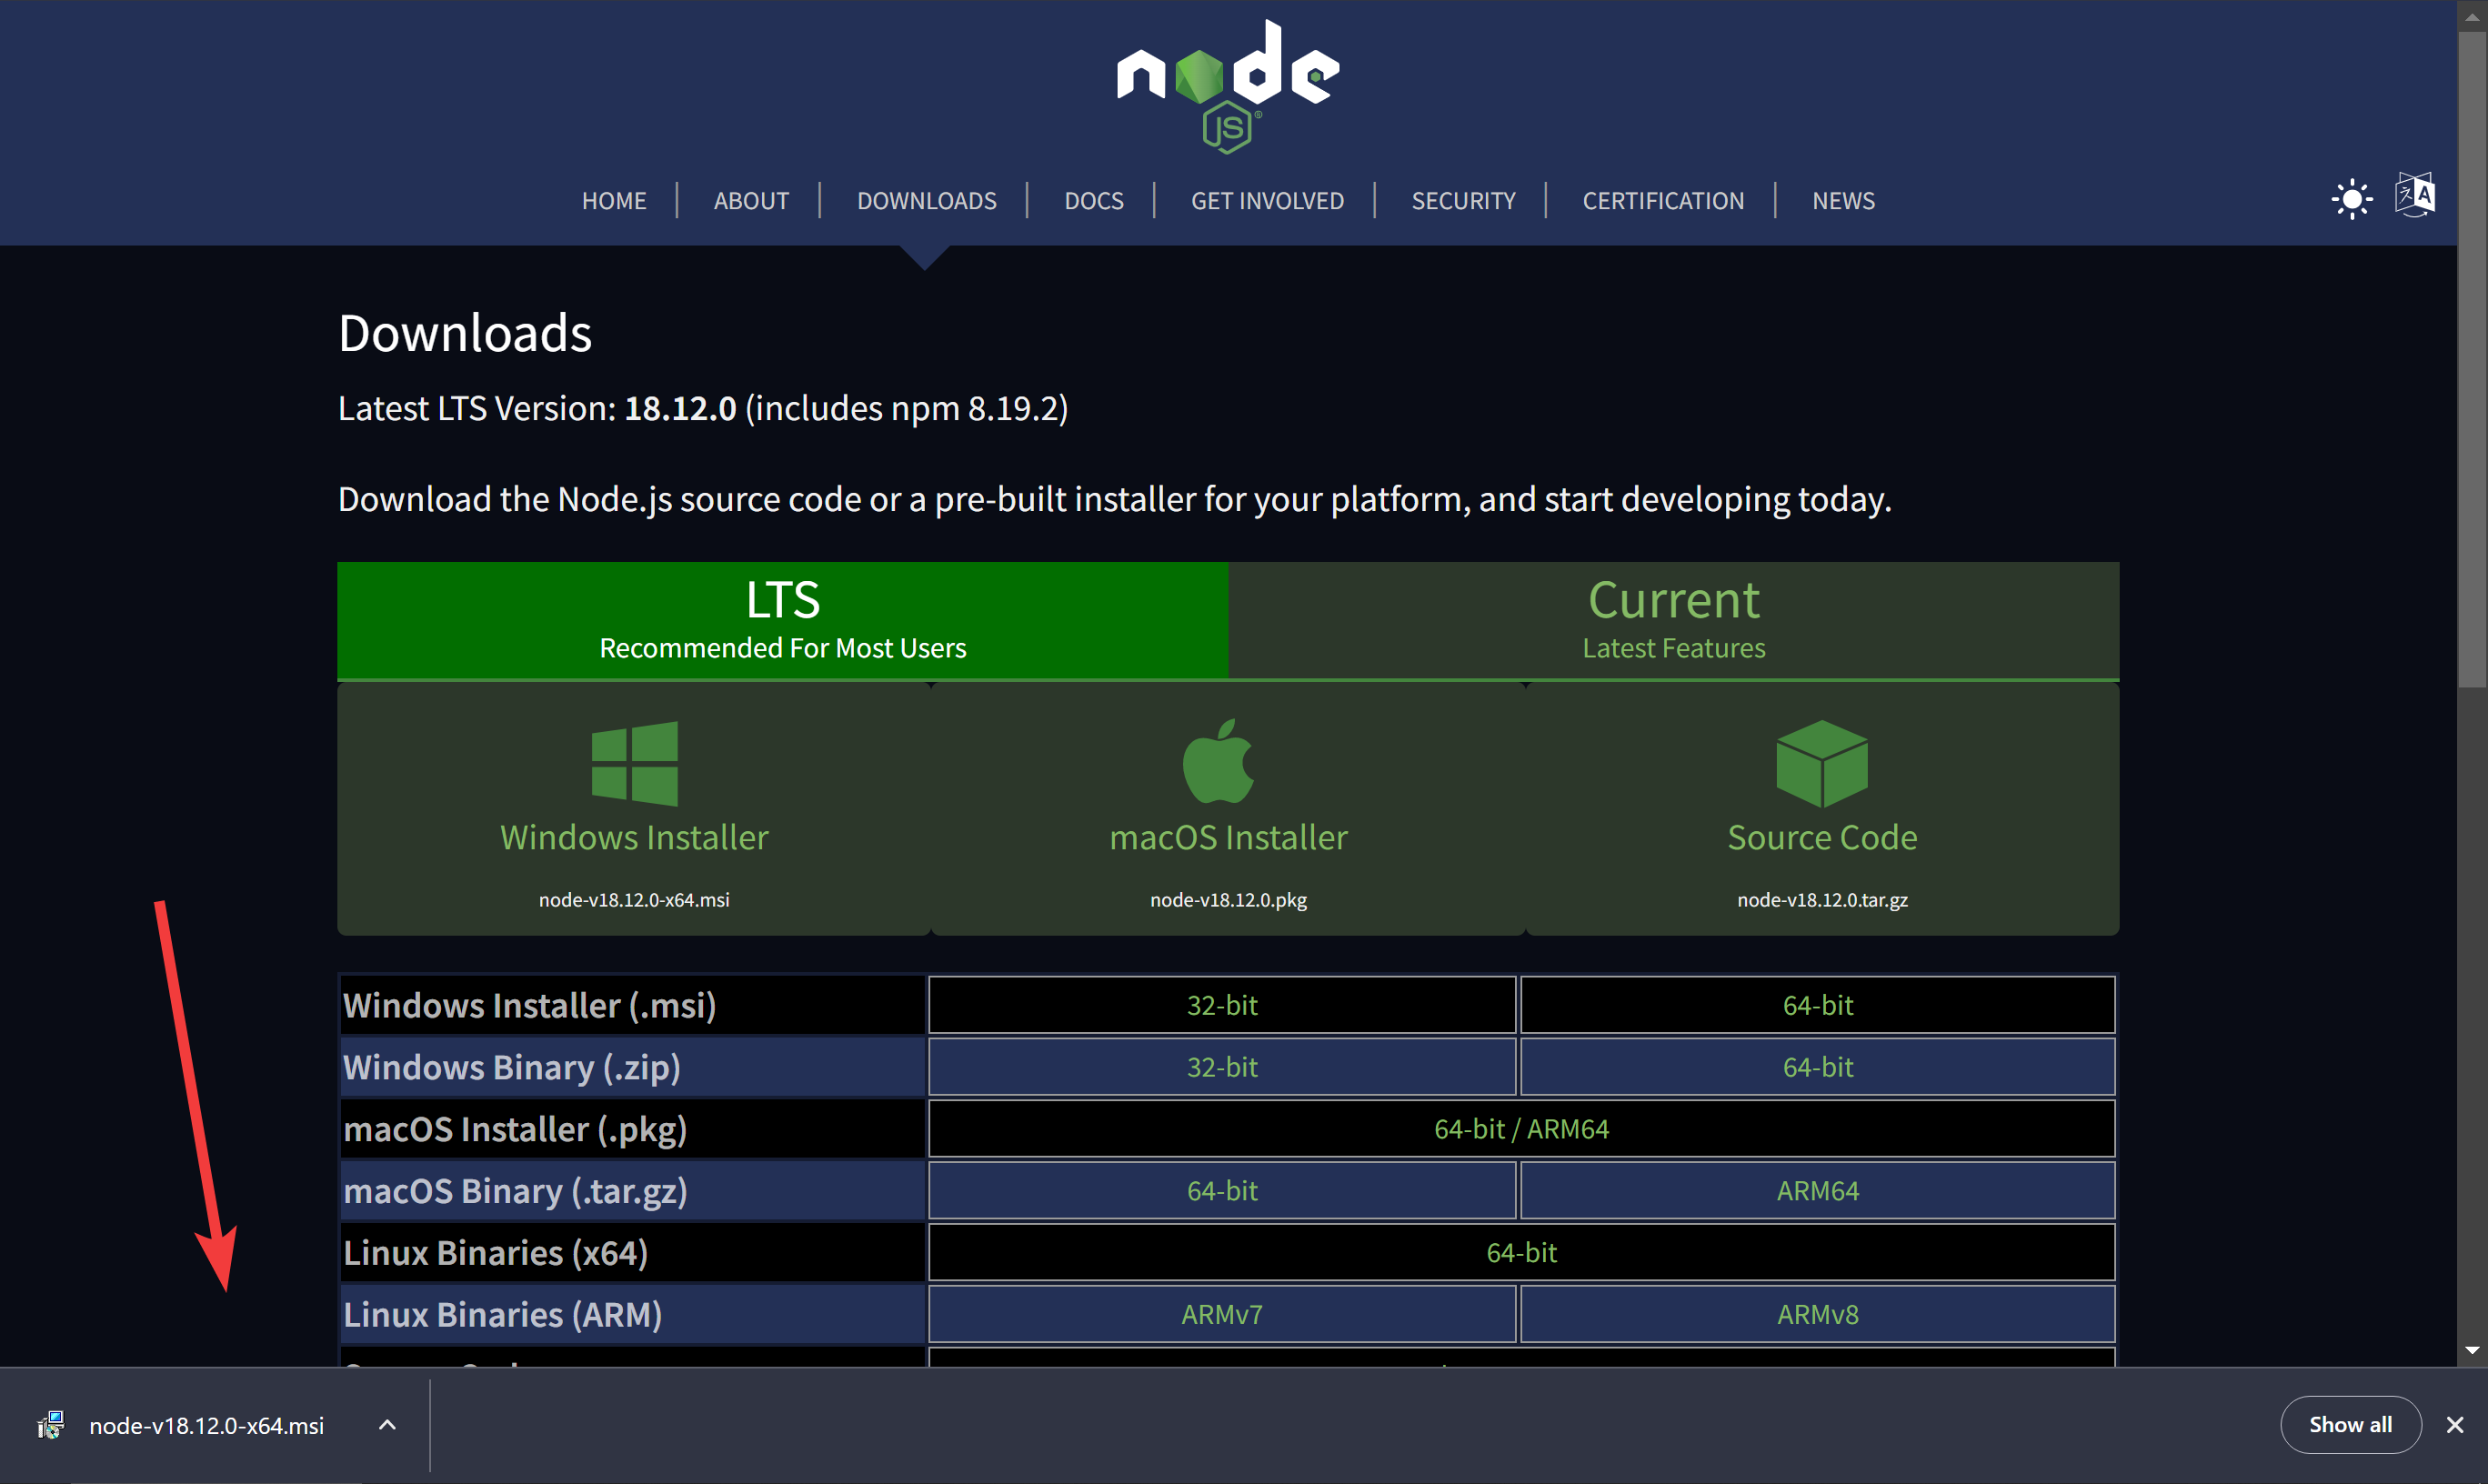 node
JS
HOME ABOUT DOWNLOADS DOCS GET INVOLVED SECURITY CERTIFICATION NEWS
Downloads
Latest LTS Version: 18.12.0 (includes npm 8.19.2)
Download the Node.js source code or a pre-built installer for your platform, and start developing today.
LTS
Recommended For Most Users
Current
Latest Features
Windows Installer
node-v18.12.0-x64.msi
macOS Installer
node-v18.12.0.pkg
Source Code
node-v18.12.0.tar.gz
Windows Installer (.msi) 32-bit 64-bit
Windows Binary (.zip) 32-bit 64-bit
macOS Installer (.pkg) 64-bit / ARM64
macOS Binary (.tar.gz) 64-bit ARM64
Linux Binaries (x64) 64-bit
Linux Binaries (ARM) ARMv7 ARMv8
node-v18.12.0-x64.msi
Show all